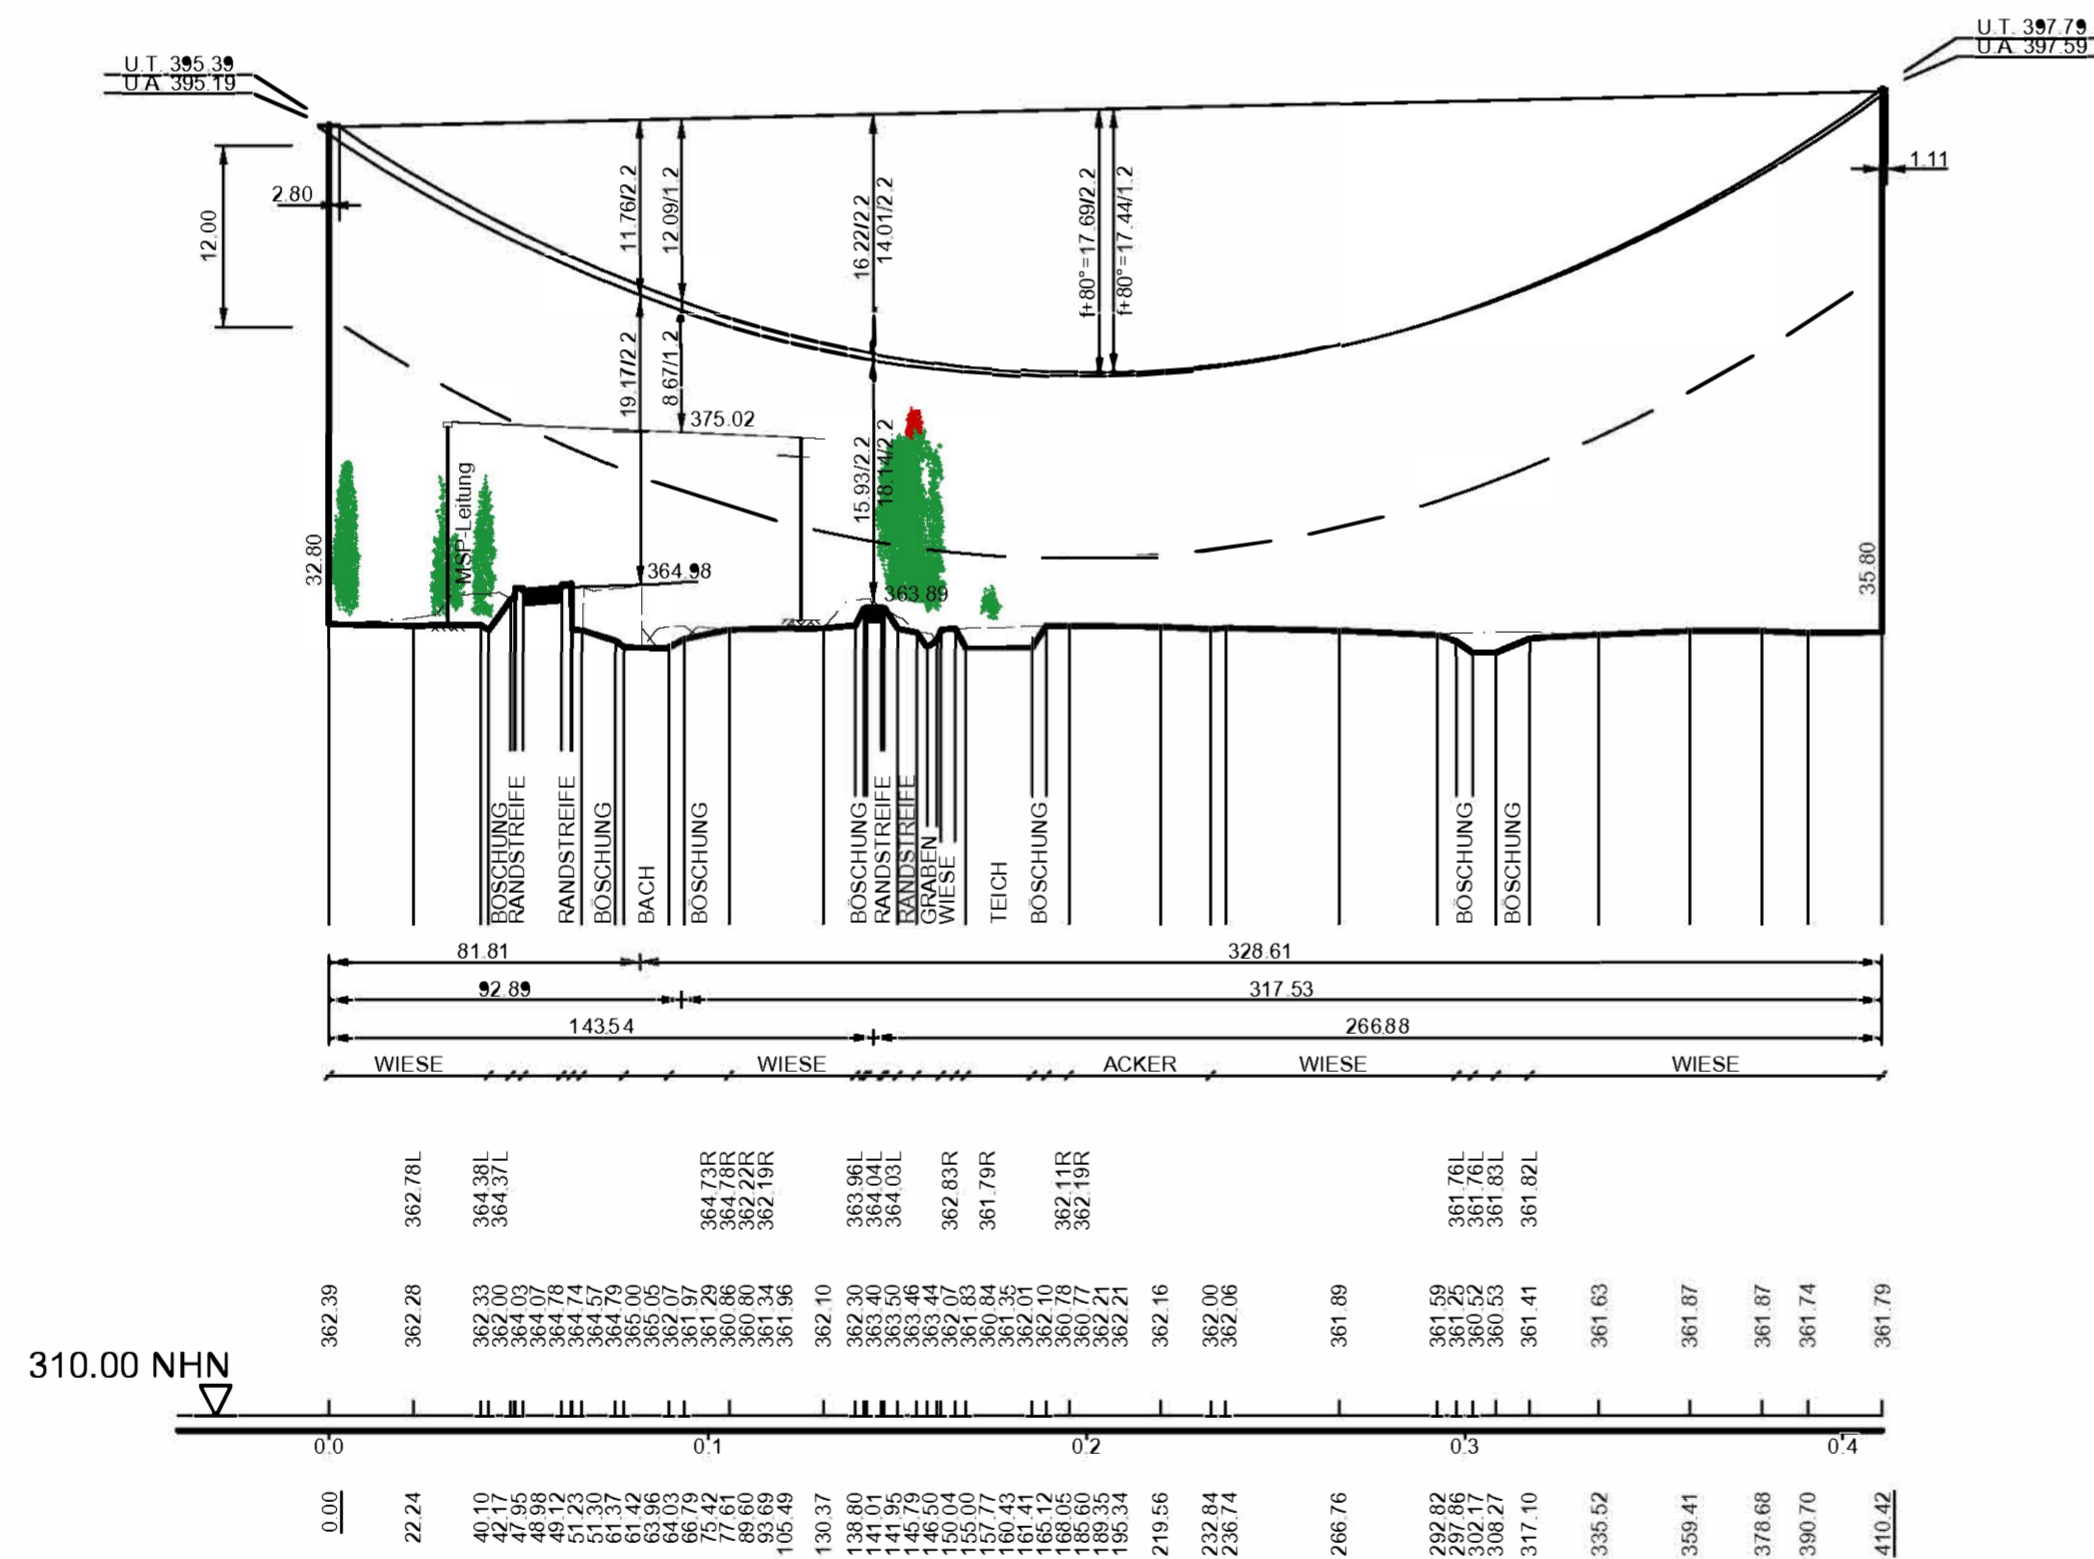 U.T. 395.39
U.A. 395.19
U.T. 397.79
U.A. 397.59
12.00
2.80
1.11
11.76/2.2
12.09/1.2
16.22/2.2
14.01/2.2
f+80°=17.69/2.2
f+80°=17.44/1.2
19.17/2.2
8.67/1.2
375.02
15.93/2.2
18.14/2.2
32.80
MSP-Leitung
364.98
363.89
35.80
BÖSCHUNG
RANDSTREIFE
RANDSTREIFE
BÖSCHUNG
BACH
BÖSCHUNG
BÖSCHUNG
RANDSTREIFE
RANDSTREIFE
GRABEN
WIESE
TEICH
BÖSCHUNG
BÖSCHUNG
BÖSCHUNG
81.81 328.61
92.89 317.53
143.54 266.88
WIESE WIESE ACKER WIESE WIESE
362.78L 364.38L 364.37L 364.73R 364.78R 362.22R 362.19R 363.96L 364.04L 364.03L 362.83R 361.79R 362.11R 362.19R 361.76L 361.76L 361.83L 361.82L
362.39 362.28 362.33 362.00 364.03 364.07 364.78 364.74 364.57 364.79 365.00 365.05 362.07 361.97 361.29 360.86 360.80 361.34 361.96 362.10 362.30 363.40 363.50 363.46 363.44 362.07 361.83 360.84 361.35 362.01 362.10 360.78 360.77 362.21 362.21 362.16 362.00 362.06 361.89 361.59 361.25 360.52 360.53 361.41 361.63 361.87 361.87 361.74 361.79
310.00 NHN
0.0 0.1 0.2 0.3 0.4
0.00 22.24 40.10 42.17 47.95 48.98 49.12 51.23 51.30 61.37 61.42 63.96 64.03 66.79 75.42 77.61 89.60 93.69 105.49 130.37 138.80 141.01 141.95 145.79 146.50 150.04 155.00 157.77 160.43 161.41 165.12 168.05 185.60 189.35 195.34 219.56 232.84 236.74 266.76 292.82 297.86 302.17 308.27 317.10 335.52 359.41 378.68 390.70 410.42